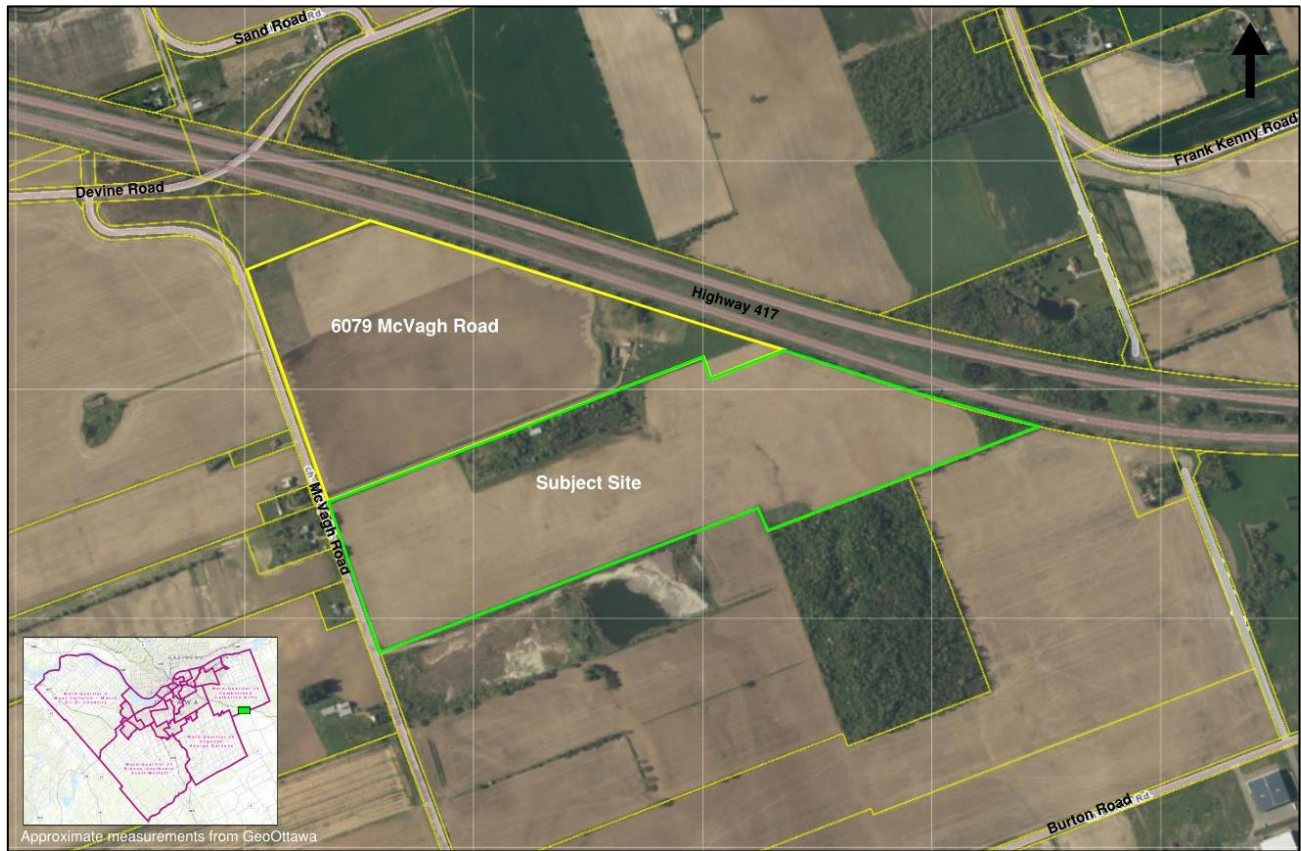 Sand Road
Rd
Frank Kenny Road
Devine Road
Highway 417
6079 McVagh Road
Subject Site
McVagh Road
Burton Road
Rd
Approximate measurements from GeoOttawa